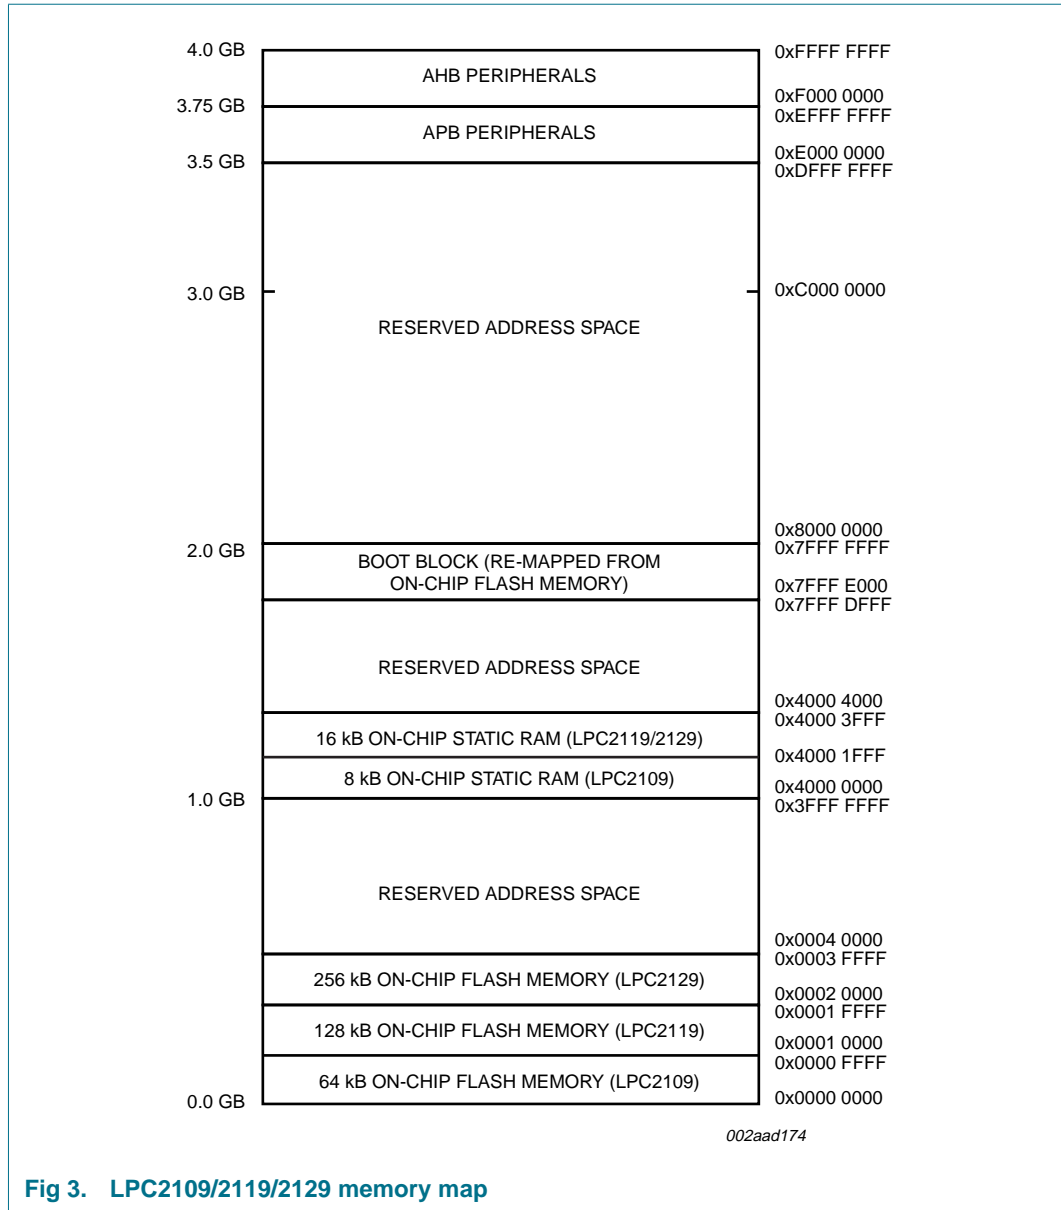 4.0 GB
AHB PERIPHERALS
0xFFFF FFFF
3.75 GB
0xF000 0000
0xEFFF FFFF
APB PERIPHERALS
3.5 GB
0xE000 0000
0xDFFF FFFF
3.0 GB
0xC000 0000
RESERVED ADDRESS SPACE
2.0 GB
0x8000 0000
0x7FFF FFFF
BOOT BLOCK (RE-MAPPED FROM
ON-CHIP FLASH MEMORY)
0x7FFF E000
0x7FFF DFFF
RESERVED ADDRESS SPACE
0x4000 4000
0x4000 3FFF
16 kB ON-CHIP STATIC RAM (LPC2119/2129)
0x4000 1FFF
8 kB ON-CHIP STATIC RAM (LPC2109)
1.0 GB
0x4000 0000
0x3FFF FFFF
RESERVED ADDRESS SPACE
0x0004 0000
0x0003 FFFF
256 kB ON-CHIP FLASH MEMORY (LPC2129)
0x0002 0000
0x0001 FFFF
128 kB ON-CHIP FLASH MEMORY (LPC2119)
0x0001 0000
0x0000 FFFF
64 kB ON-CHIP FLASH MEMORY (LPC2109)
0.0 GB
0x0000 0000
002aad174
Fig 3. LPC2109/2119/2129 memory map